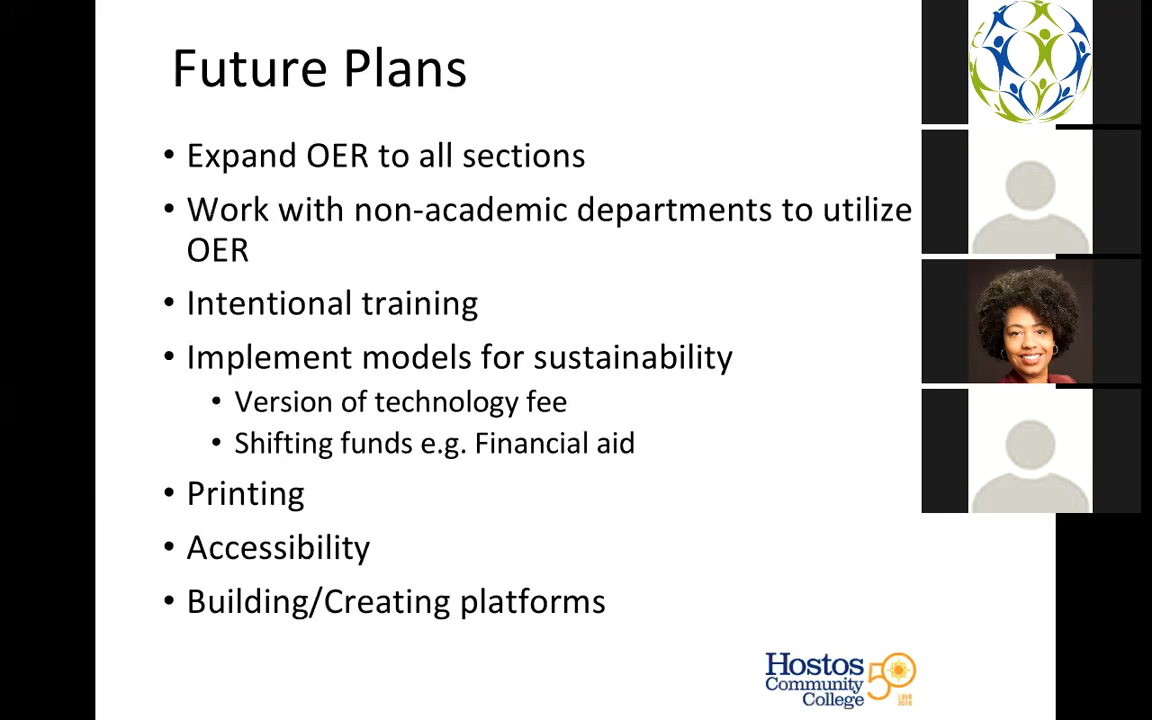 Future Plans
• Expand OER to all sections
• Work with non-academic departments to utilize
OER
• Intentional training
• Implement models for sustainability
• Version of technology fee
• Shifting funds e.g. Financial aid
• Printing
• Accessibility
• Building/Creating platforms
Hostos
Community
College
50